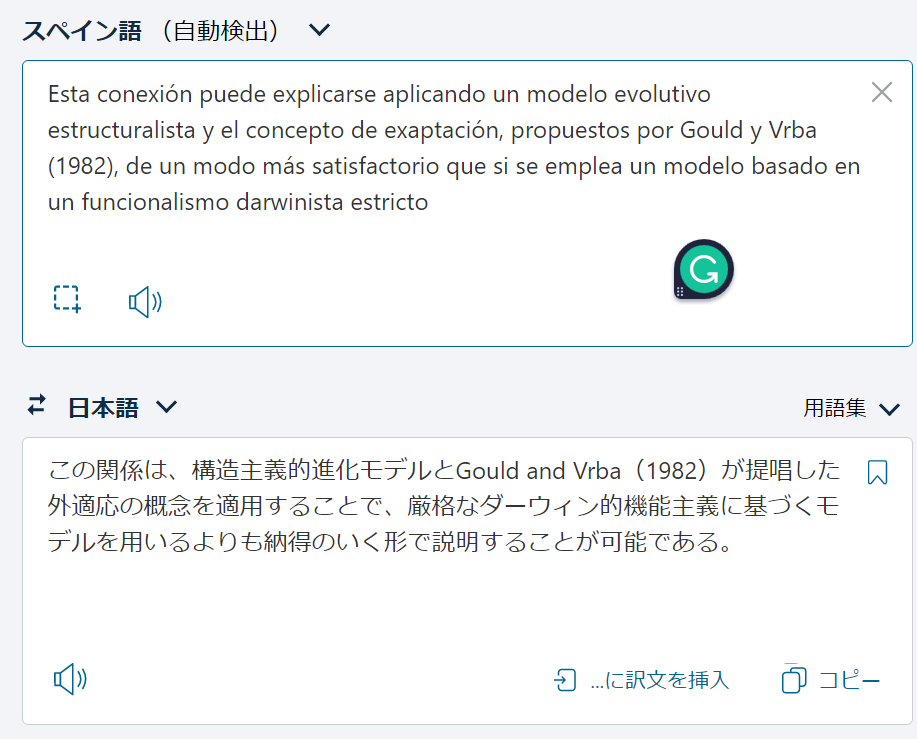 スペイン語 （自動検出）
Esta conexión puede explicarse aplicando un modelo evolutivo
estructuralista y el concepto de exaptación, propuestos por Gould y Vrba
(1982), de un modo más satisfactorio que si se emplea un modelo basado en
un funcionalismo darwinista estricto
日本語
用語集
この関係は、構造主義的進化モデルとGould and Vrba（1982）が提唱した
外適応の概念を適用することで、厳格なダーウィン的機能主義に基づくモ
デルを用いるよりも納得のいく形で説明することが可能である。
...に訳文を挿入
コピー